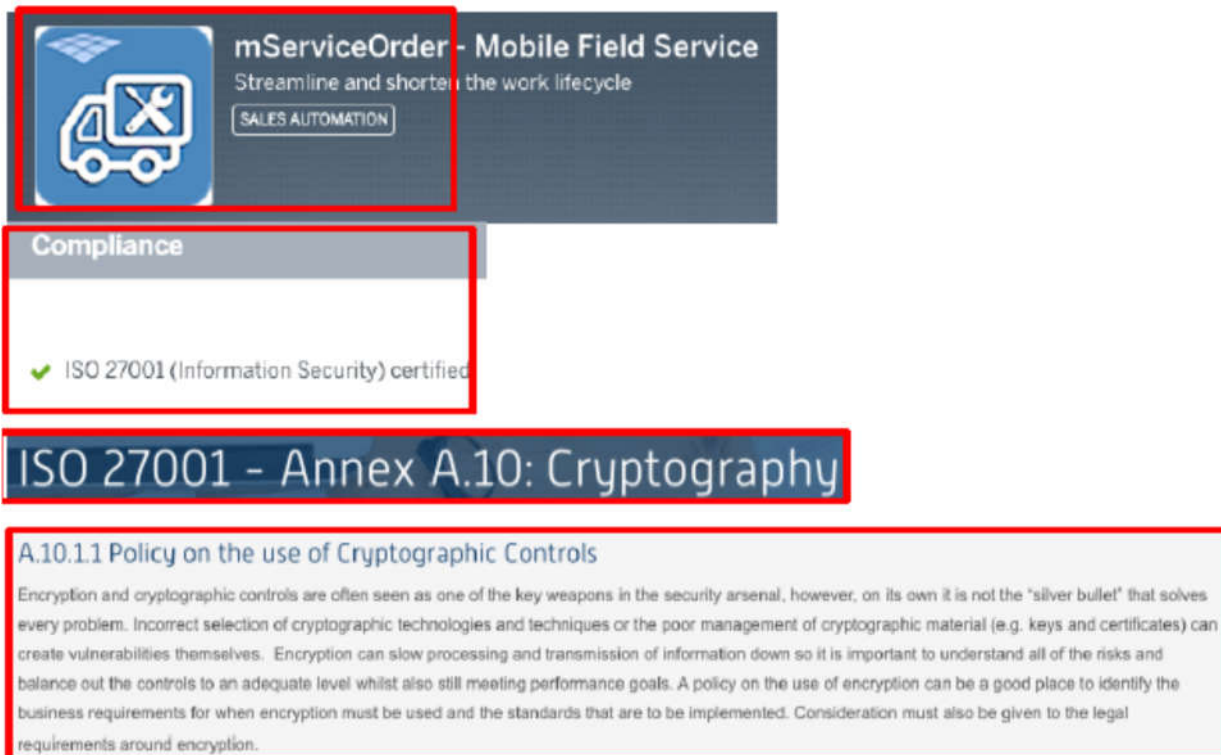 mServiceOrder - Mobile Field Service
Streamline and shorten the work lifecycle
SALES AUTOMATION
Compliance
ISO 27001 (Information Security) certified
ISO 27001 - Annex A.10: Cryptography
A.10.1.1 Policy on the use of Cryptographic Controls
Encryption and cryptographic controls are often seen as one of the key weapons in the security arsenal, however, on its own it is not the "silver bullet" that solves
every problem. Incorrect selection of cryptographic technologies and techniques or the poor management of cryptographic material (e.g. keys and certificates) can
create vulnerabilities themselves. Encryption can slow processing and transmission of information down so it is important to understand all of the risks and
balance out the controls to an adequate level whilst also still meeting performance goals. A policy on the use of encryption can be a good place to identify the
business requirements for when encryption must be used and the standards that are to be implemented. Consideration must also be given to the legal
requirements around encryption.